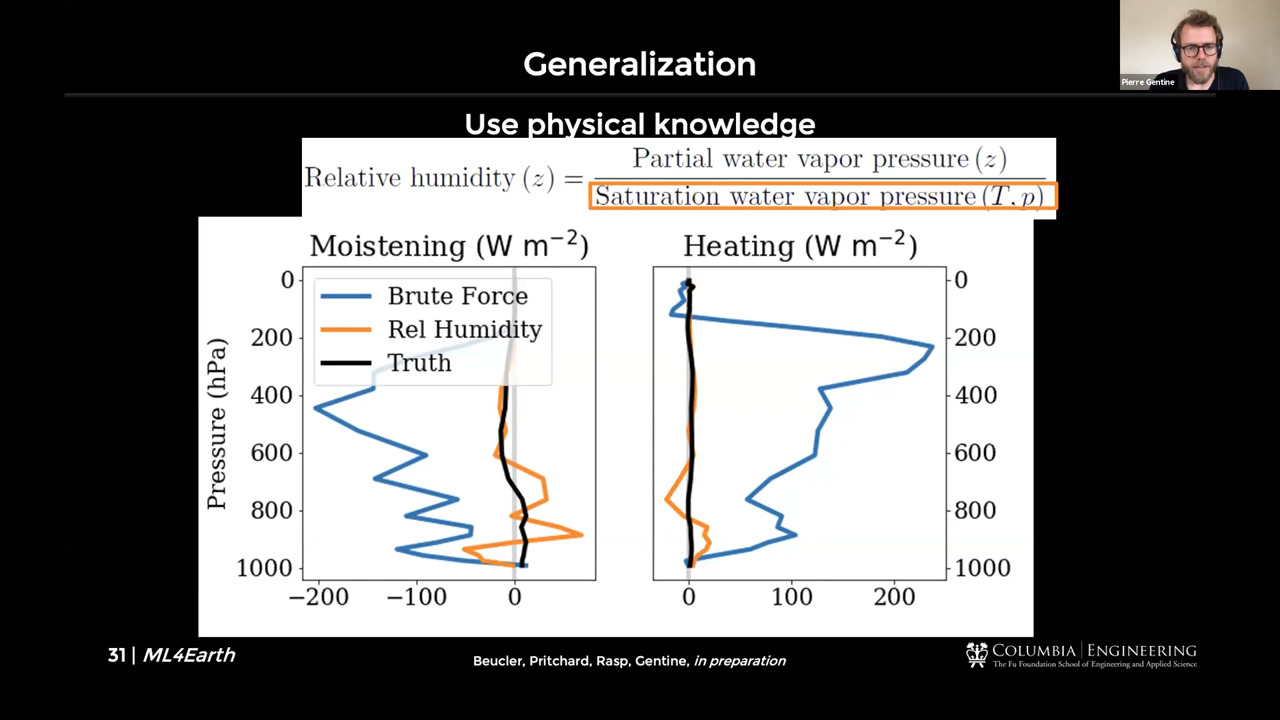 Generalization
Pierre Gentine
Use physical knowledge
Relative humidity (z) = Partial water vapor pressure (z)
Saturation water vapor pressure (T, p)
Moistening (W m⁻²)
Heating (W m⁻²)
Brute Force
Rel Humidity
Truth
Pressure (hPa)
0
200
400
600
800
1000
−200 −100 0
0 100 200
0
200
400
600
800
1000
31 | ML4Earth
Beucler, Pritchard, Rasp, Gentine, in preparation
COLUMBIA | ENGINEERING
The Fu Foundation School of Engineering and Applied Science